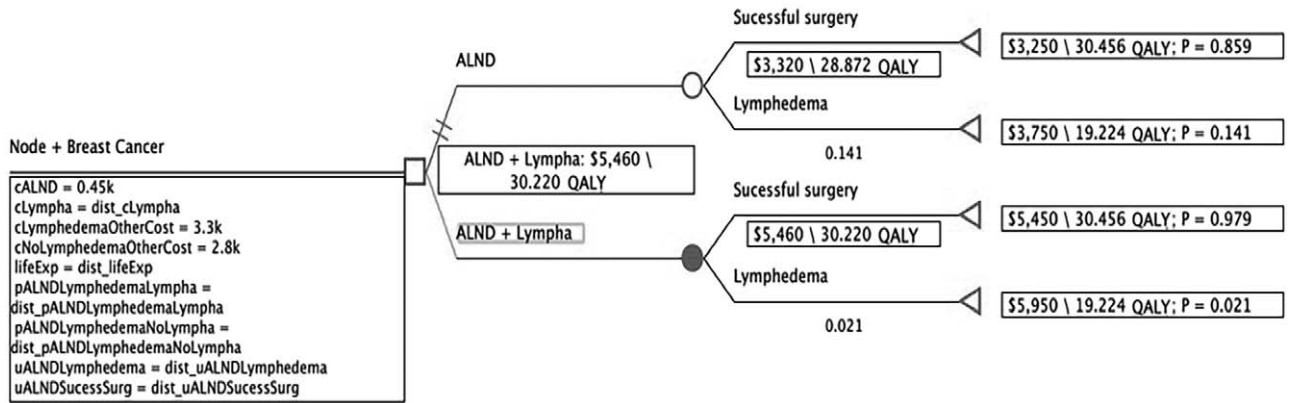 Sucessful surgery
$3,250 \ 30.456 QALY; P = 0.859
ALND
$3,320 \ 28.872 QALY
Lymphedema
$3,750 \ 19.224 QALY; P = 0.141
0.141
Node + Breast Cancer
ALND + Lympha: $5,460 \
30.220 QALY
cALND = 0.45k
cLympha = dist_cLympha
cLymphedemaOtherCost = 3.3k
cNoLymphedemaOtherCost = 2.8k
lifeExp = dist_lifeExp
pALNDLymphedemaLympha =
dist_pALNDLymphedemaLympha
pALNDLymphedemaNoLympha =
dist_pALNDLymphedemaNoLympha
uALNDLymphedema = dist_uALNDLymphedema
uALNDSucessSurg = dist_uALNDSucessSurg
Sucessful surgery
$5,450 \ 30.456 QALY; P = 0.979
ALND + Lympha
$5,460 \ 30.220 QALY
Lymphedema
$5,950 \ 19.224 QALY; P = 0.021
0.021